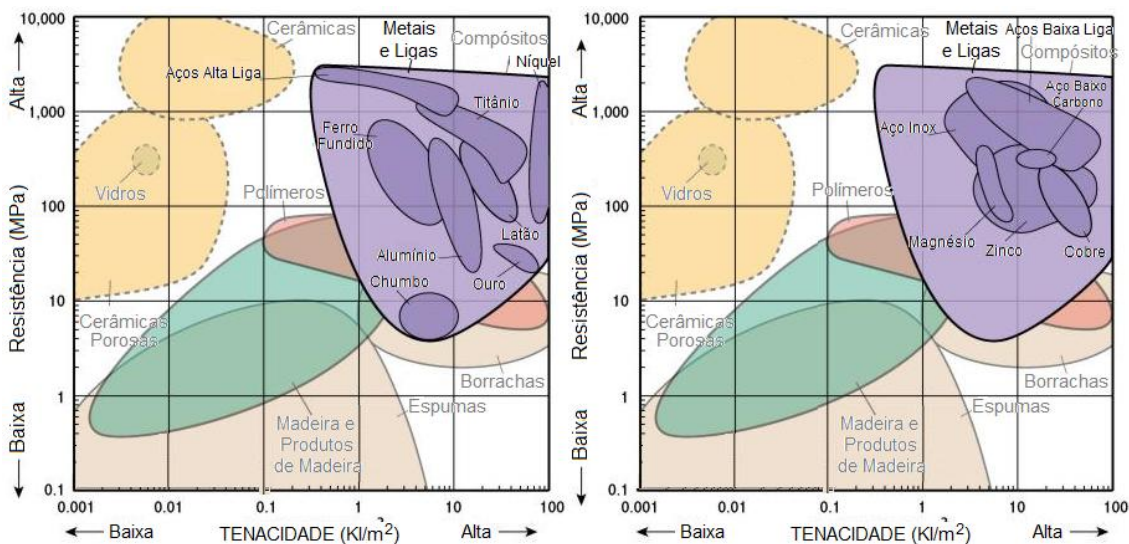 10,000
Cerâmicas
Metais
e Ligas
Compósitos
Níquel
Aços Alta Liga
1,000
Titânio
Ferro
Fundido
Vidros
Polímeros
100
Latão
Alumínio
Ouro
Chumbo
10
Cerâmicas
Porosas
Borrachas
1
Espumas
Madeira e
Produtos
de Madeira
0.1
0.001
0.01
0.1
1
10
100
Baixa
TENACIDADE (KI/m²)
Alta
Alta
Resistência (MPa)
Baixa
10,000
Cerâmicas
Metais
e Ligas
Aços Baixa Liga
Compósitos
1,000
Aço Baixo
Carbono
Aço Inox
Vidros
Polímeros
100
Magnésio
Zinco
Cobre
10
Cerâmicas
Porosas
Borrachas
1
Espumas
Madeira e
Produtos
de Madeira
0.1
0.001
0.01
0.1
1
10
100
Baixa
TENACIDADE (KI/m²)
Alta
Alta
Resistência (MPa)
Baixa